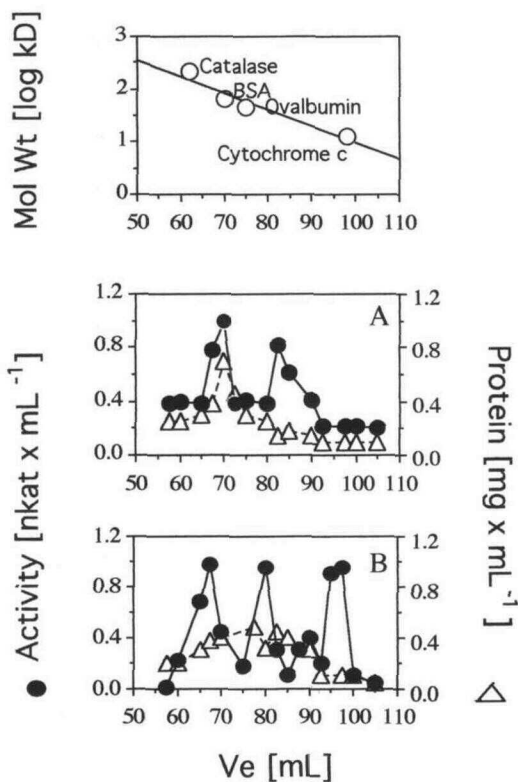 Mol Wt [log kD]
3
2
1
0
Catalase
BSA
Ovalbumin
Cytochrome c
50 60 70 80 90 100 110
Activity [nkat x mL -1]
Protein [mg x mL -1]
A
1.2 1.2
0.8 0.8
0.4 0.4
0.0 0.0
50 60 70 80 90 100 110
B
1.2 1.2
0.8 0.8
0.4 0.4
0.0 0.0
50 60 70 80 90 100 110
Ve [mL]